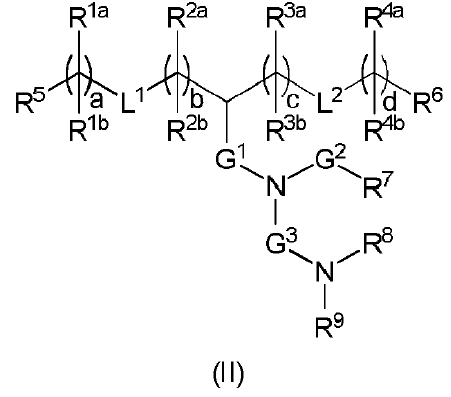 R1a R2a R3a R4a
R5 ( )a L1 ( )b ( )c L2 ( )d R6
R1b R2b R3b R4b
G1 G2
N R7
G3 R8
N
R9
(II)